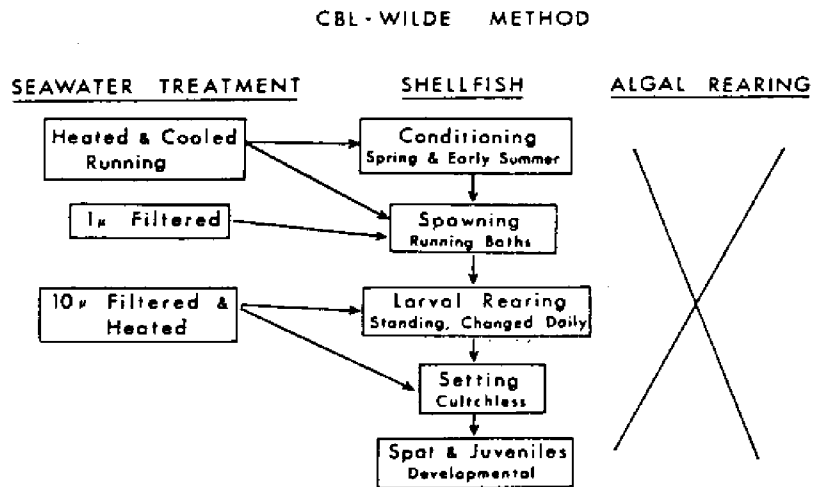 CBL-WILDE METHOD
SEAWATER TREATMENT
SHELLFISH
ALGAL REARING
Heated & Cooled
Running
Conditioning
Spring & Early Summer
1μ Filtered
Spawning
Running Baths
10μ Filtered &
Heated
Larval Rearing
Standing, Changed Daily
Setting
Cultchless
Spat & Juveniles
Developmental